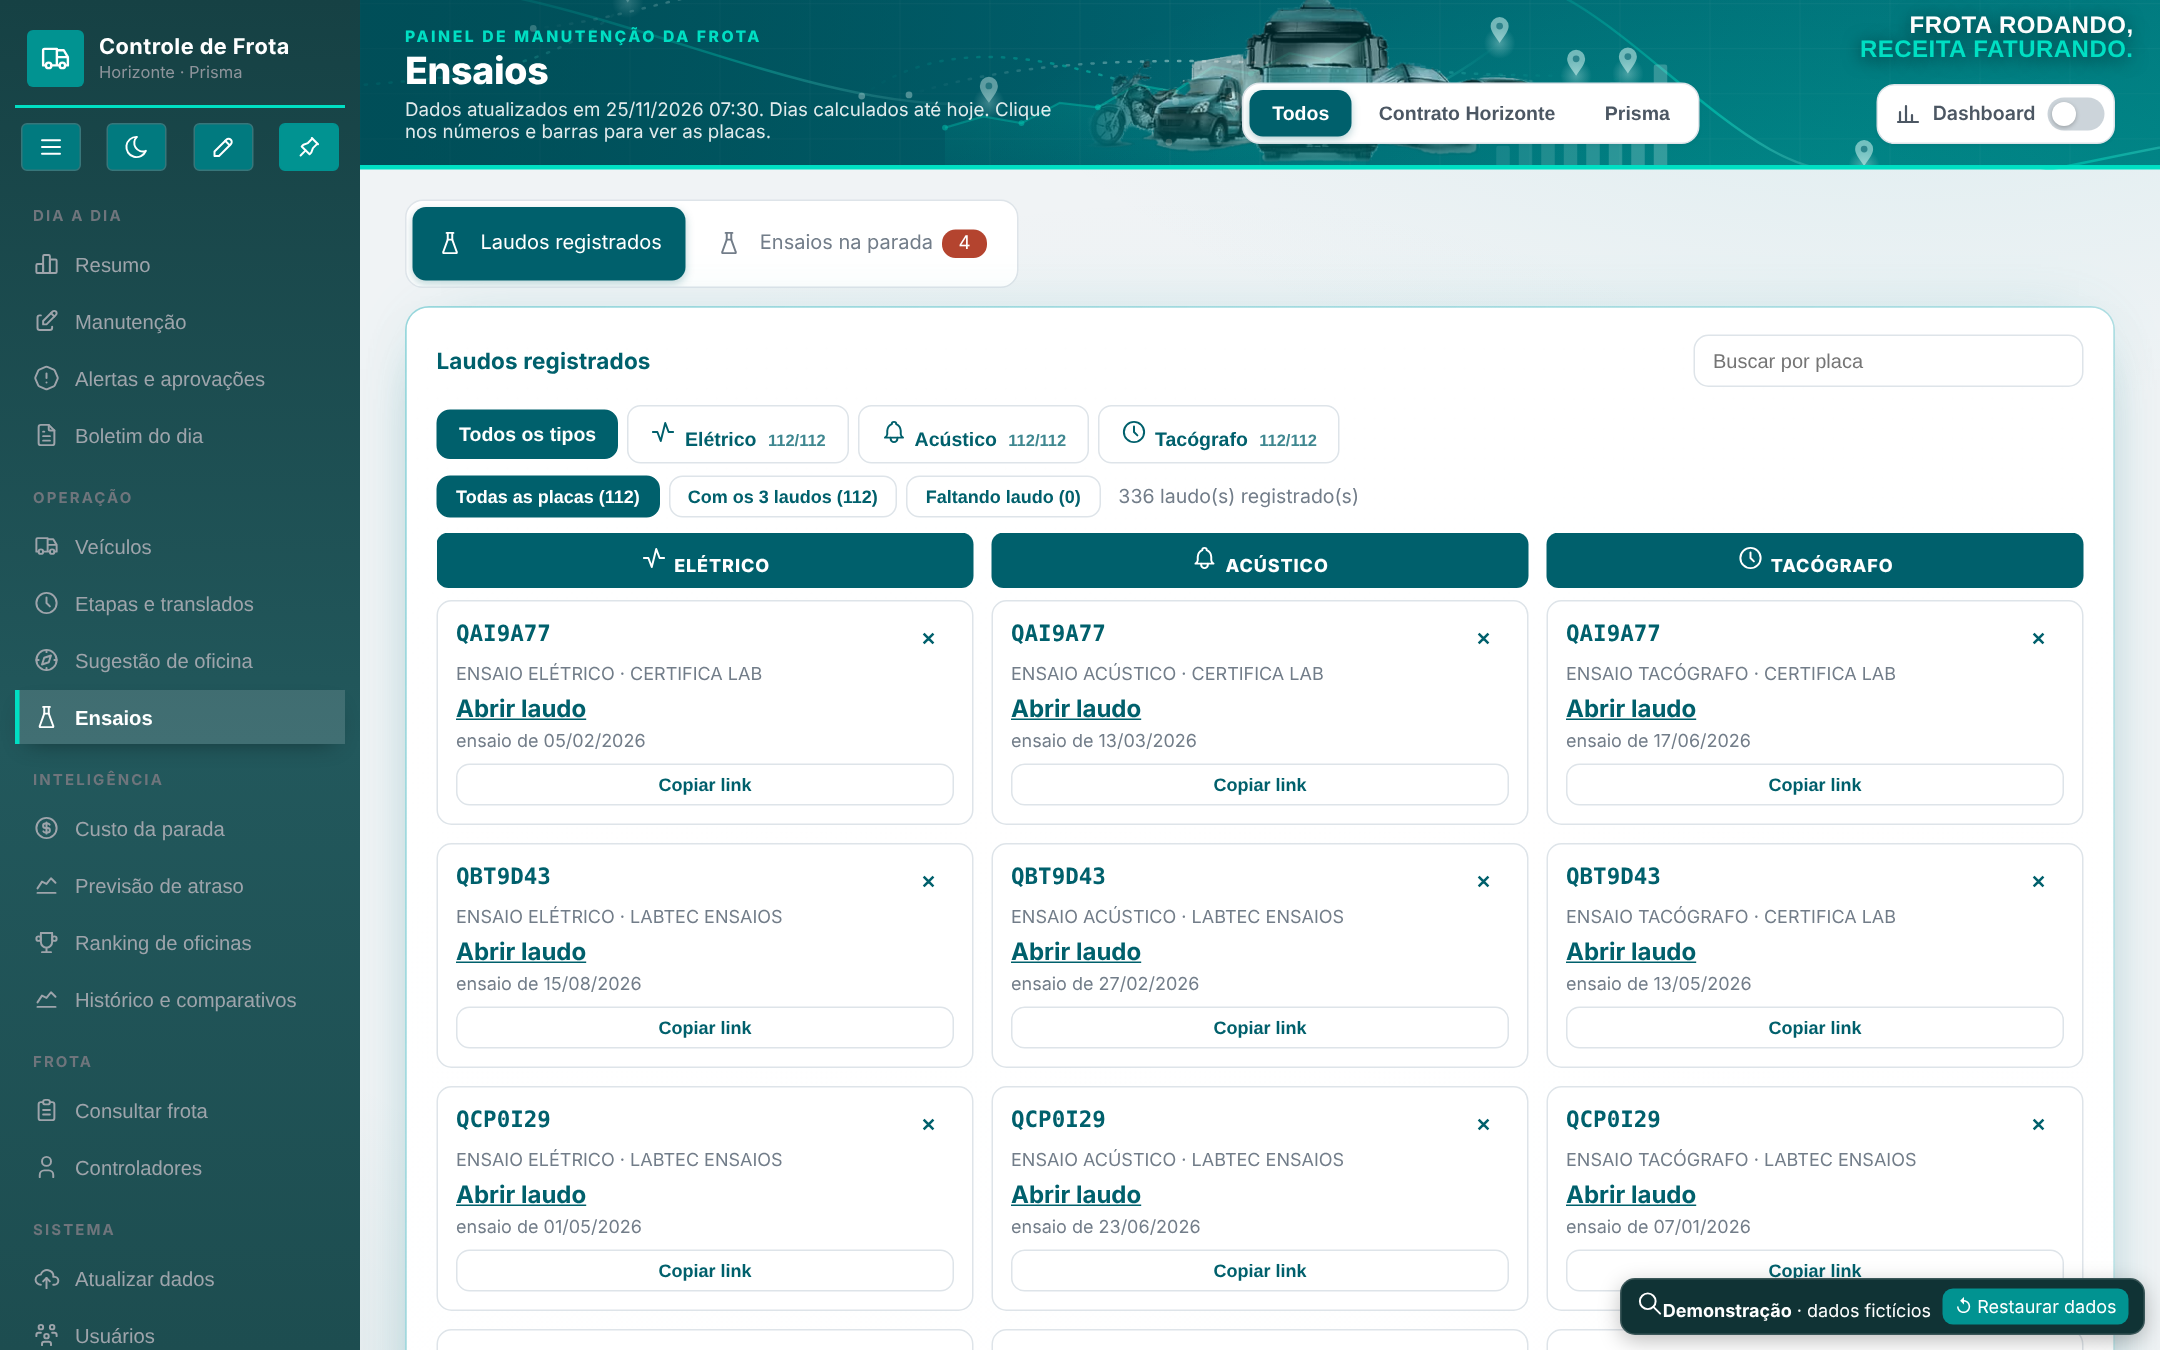 Controle de Frota
Horizonte · Prisma
DIA A DIA
Resumo
Manutenção
Alertas e aprovações
Boletim do dia
OPERAÇÃO
Veículos
Etapas e translados
Sugestão de oficina
Ensaios
INTELIGÊNCIA
Custo da parada
Previsão de atraso
Ranking de oficinas
Histórico e comparativos
FROTA
Consultar frota
Controladores
SISTEMA
Atualizar dados
Usuários
PAINEL DE MANUTENÇÃO DA FROTA
Ensaios
Dados atualizados em 25/11/2026 07:30. Dias calculados até hoje. Clique
nos números e barras para ver as placas.
Todos Contrato Horizonte Prisma
FROTA RODANDO,
RECEITA FATURANDO.
Dashboard
Laudos registrados Ensaios na parada 4
Laudos registrados
Buscar por placa
Todos os tipos Elétrico 112/112 Acústico 112/112 Tacógrafo 112/112
Todas as placas (112) Com os 3 laudos (112) Faltando laudo (0) 336 laudo(s) registrado(s)
ELÉTRICO ACÚSTICO TACÓGRAFO
QAI9A77 × QAI9A77 × QAI9A77 ×
ENSAIO ELÉTRICO · CERTIFICA LAB ENSAIO ACÚSTICO · CERTIFICA LAB ENSAIO TACÓGRAFO · CERTIFICA LAB
Abrir laudo Abrir laudo Abrir laudo
ensaio de 05/02/2026 ensaio de 13/03/2026 ensaio de 17/06/2026
Copiar link Copiar link Copiar link
QBT9D43 × QBT9D43 × QBT9D43 ×
ENSAIO ELÉTRICO · LABTEC ENSAIOS ENSAIO ACÚSTICO · LABTEC ENSAIOS ENSAIO TACÓGRAFO · CERTIFICA LAB
Abrir laudo Abrir laudo Abrir laudo
ensaio de 15/08/2026 ensaio de 27/02/2026 ensaio de 13/05/2026
Copiar link Copiar link Copiar link
QCP0I29 × QCP0I29 × QCP0I29 ×
ENSAIO ELÉTRICO · LABTEC ENSAIOS ENSAIO ACÚSTICO · LABTEC ENSAIOS ENSAIO TACÓGRAFO · LABTEC ENSAIOS
Abrir laudo Abrir laudo Abrir laudo
ensaio de 01/05/2026 ensaio de 23/06/2026 ensaio de 07/01/2026
Copiar link Copiar link Copiar link
Demonstração · dados fictícios Restaurar dados